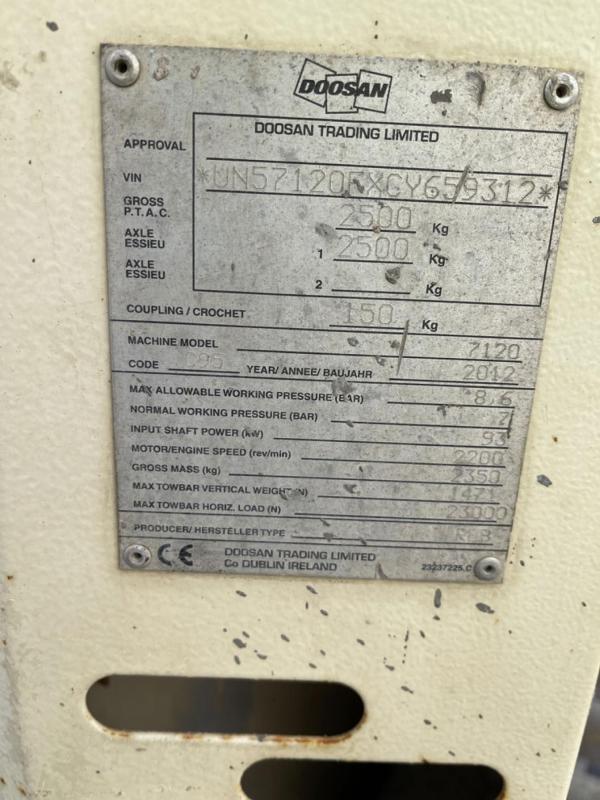 DOOSAN
DOOSAN TRADING LIMITED
APPROVAL
VIN *UN57120FXCY659312*
GROSS P.T.A.C. 2500 Kg
AXLE ESSIEU 1 2500 Kg
AXLE ESSIEU 2 Kg
COUPLING / CROCHET 150 Kg
MACHINE MODEL 7120
CODE C95 YEAR/ ANNEE/ BAUJAHR 2012
MAX ALLOWABLE WORKING PRESSURE (BAR) 8,6
NORMAL WORKING PRESSURE (BAR) 7
INPUT SHAFT POWER (kW) 93
MOTOR/ENGINE SPEED (rev/min) 2200
GROSS MASS (kg) 2350
MAX TOWBAR VERTICAL WEIGHT (N) 1471
MAX TOWBAR HORIZ. LOAD (N) 23000
PRODUCER/ HERSTELLER TYPE
CE DOOSAN TRADING LIMITED
Co DUBLIN IRELAND 23237225.C